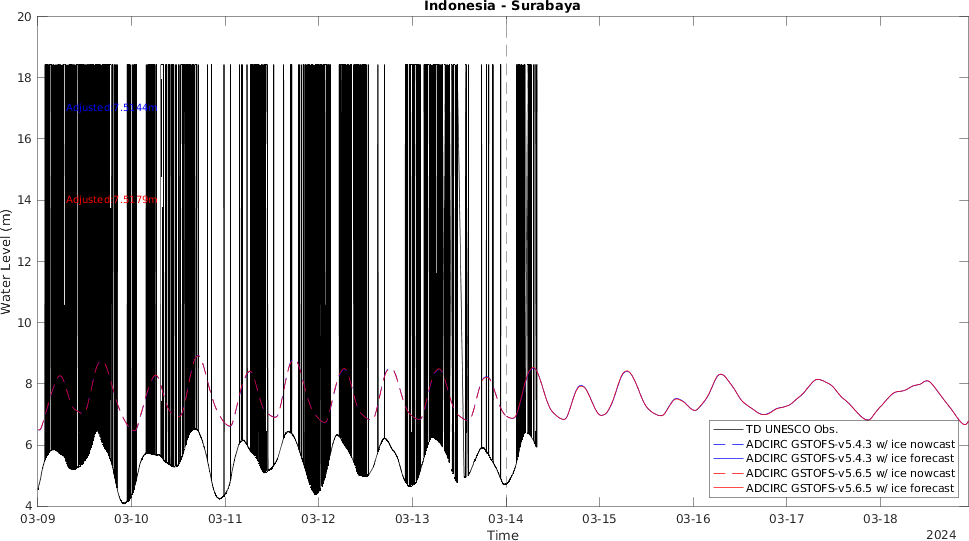 Indonesia - Surabaya
20
18
16
14
12
10
8
6
4
Water Level (m)
Adjusted
Adjusted
03-09 03-10 03-11 03-12 03-13 03-14 03-15 03-16 03-17 03-18
Time
2024
TD UNESCO Obs.
ADCIRC GSTOFS-v5.4.3 w/ ice nowcast
ADCIRC GSTOFS-v5.4.3 w/ ice forecast
ADCIRC GSTOFS-v5.6.5 w/ ice nowcast
ADCIRC GSTOFS-v5.6.5 w/ ice forecast